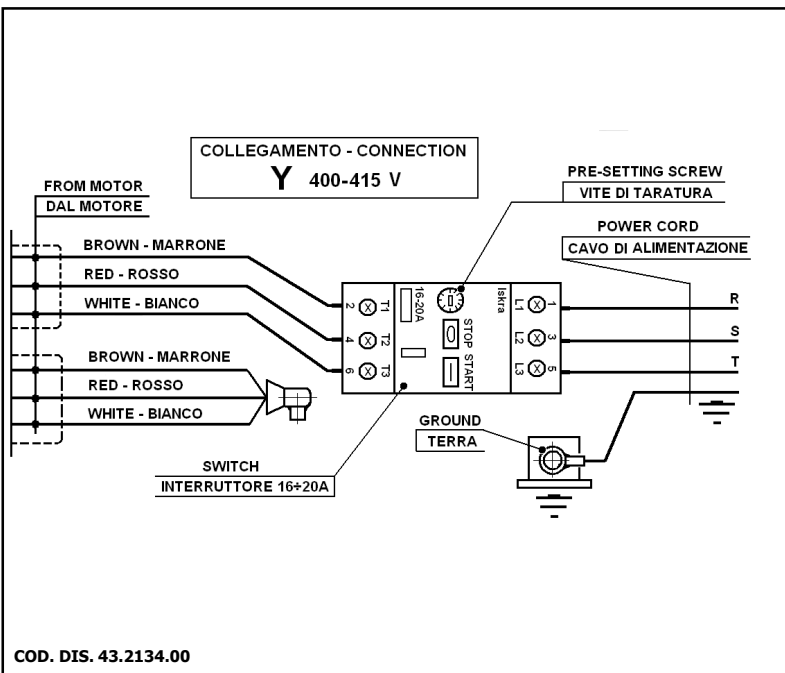 COLLEGAMENTO - CONNECTION
Y 400-415 V
FROM MOTOR
DAL MOTORE
PRE-SETTING SCREW
VITE DI TARATURA
POWER CORD
CAVO DI ALIMENTAZIONE
BROWN - MARRONE
RED - ROSSO
WHITE - BIANCO
BROWN - MARRONE
RED - ROSSO
WHITE - BIANCO
2 T1
4 T2
6 T3
16-20A
STOP
0
START
I
Iskra
L1 1
L2 3
L3 5
R
S
T
GROUND
TERRA
SWITCH
INTERRUTTORE 16÷20A
COD. DIS. 43.2134.00